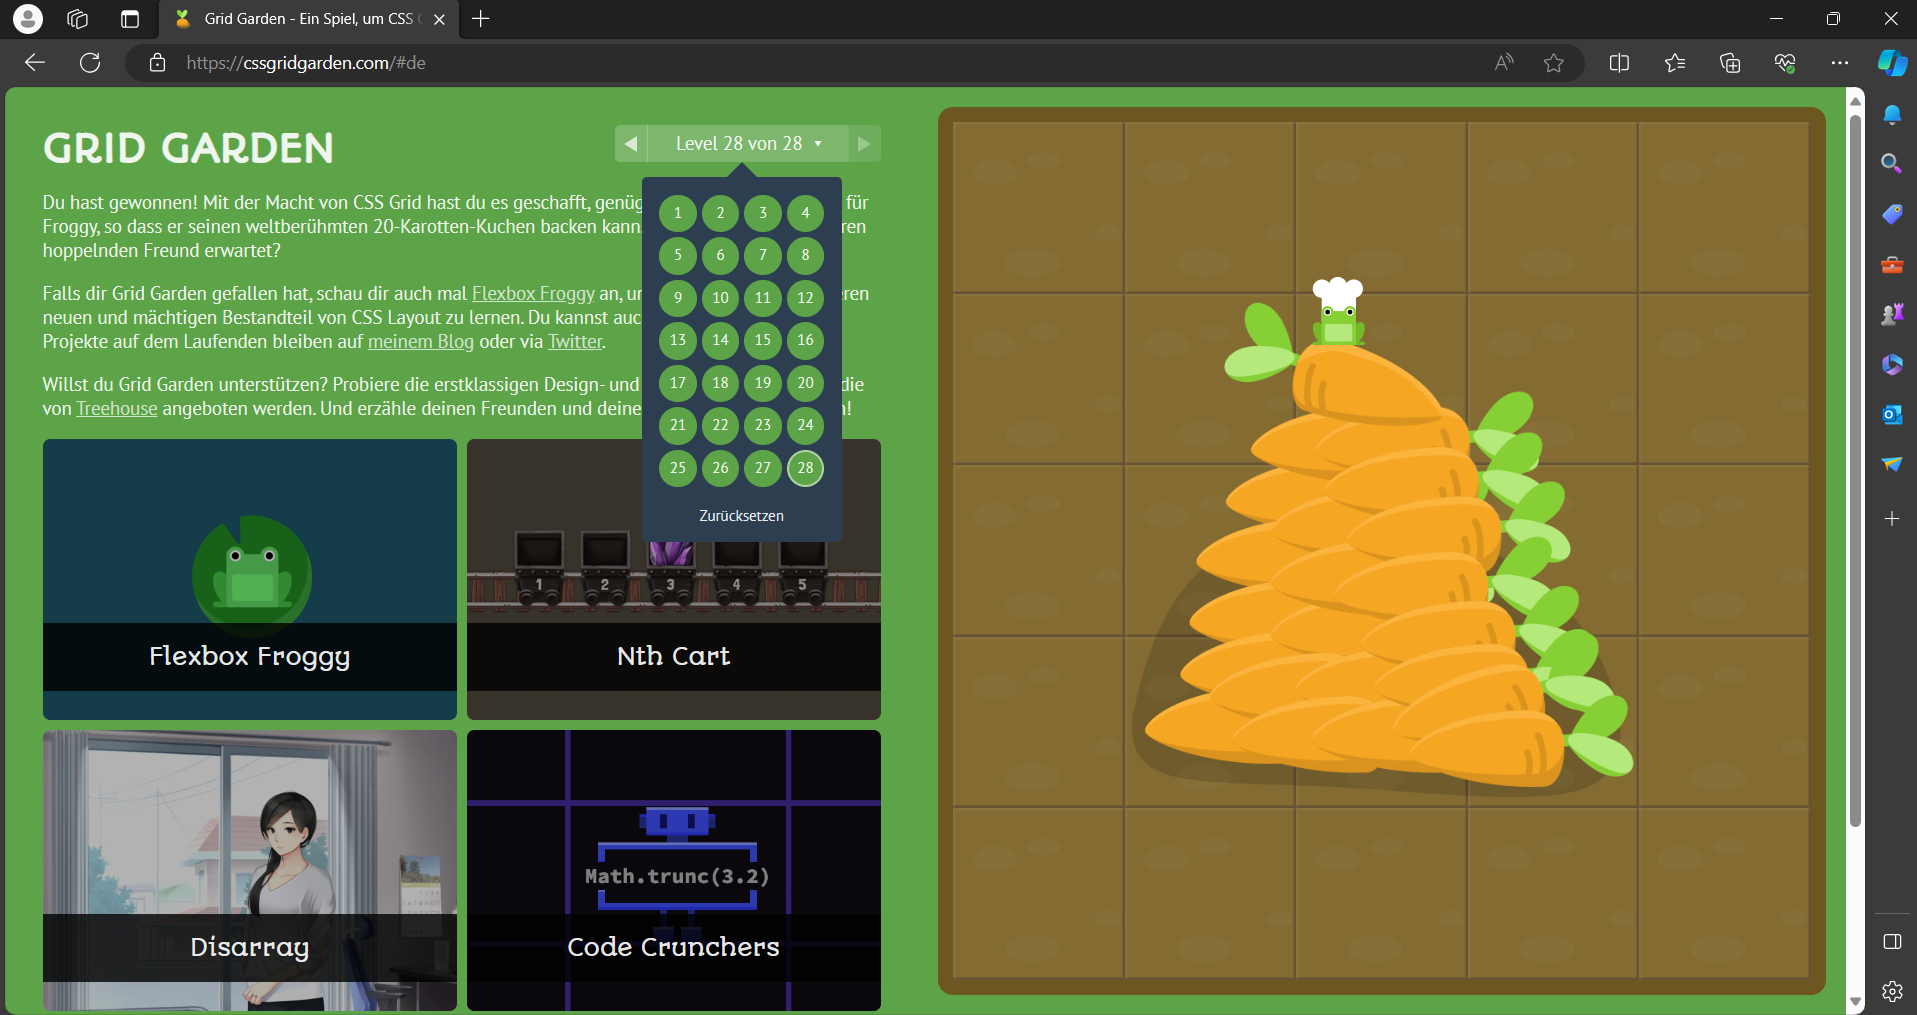 Grid Garden - Ein Spiel, um CSS
https://cssgridgarden.com/#de
GRID GARDEN
Level 28 von 28
Du hast gewonnen! Mit der Macht von CSS Grid hast du es geschafft, genüg
für
Froggy, so dass er seinen weltberühmten 20-Karotten-Kuchen backen kann.
ren
hoppelnden Freund erwartet?
Falls dir Grid Garden gefallen hat, schau dir auch mal Flexbox Froggy an, u
eren
neuen und mächtigen Bestandteil von CSS Layout zu lernen. Du kannst auc
Projekte auf dem Laufenden bleiben auf meinem Blog oder via Twitter.
Willst du Grid Garden unterstützen? Probiere die erstklassigen Design- und
die
von Treehouse angeboten werden. Und erzähle deinen Freunden und deine
!
1 2 3 4
5 6 7 8
9 10 11 12
13 14 15 16
17 18 19 20
21 22 23 24
25 26 27 28
Zurücksetzen
Flexbox Froggy
1 2 3 4 5
Nth Cart
Disarray
Math.trunc(3.2)
Code Crunchers